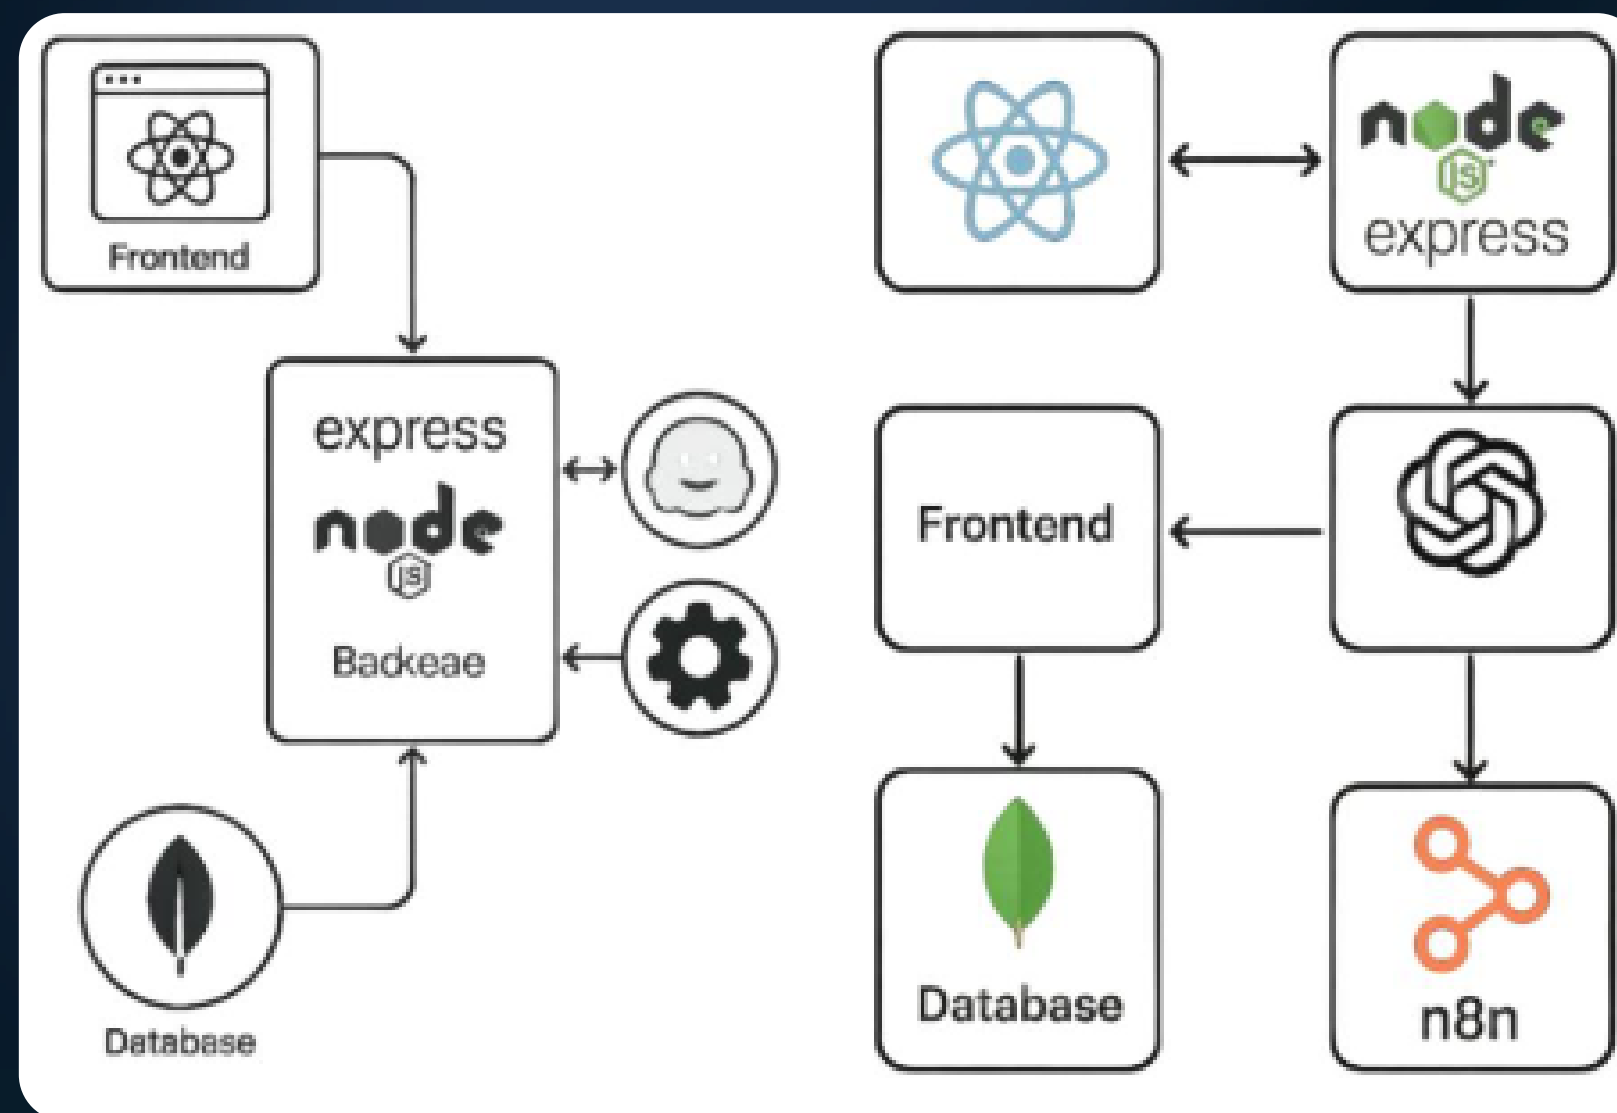 Frontend
express
node
JS
Backeae
Database
node
JS
express
Frontend
Database
n8n